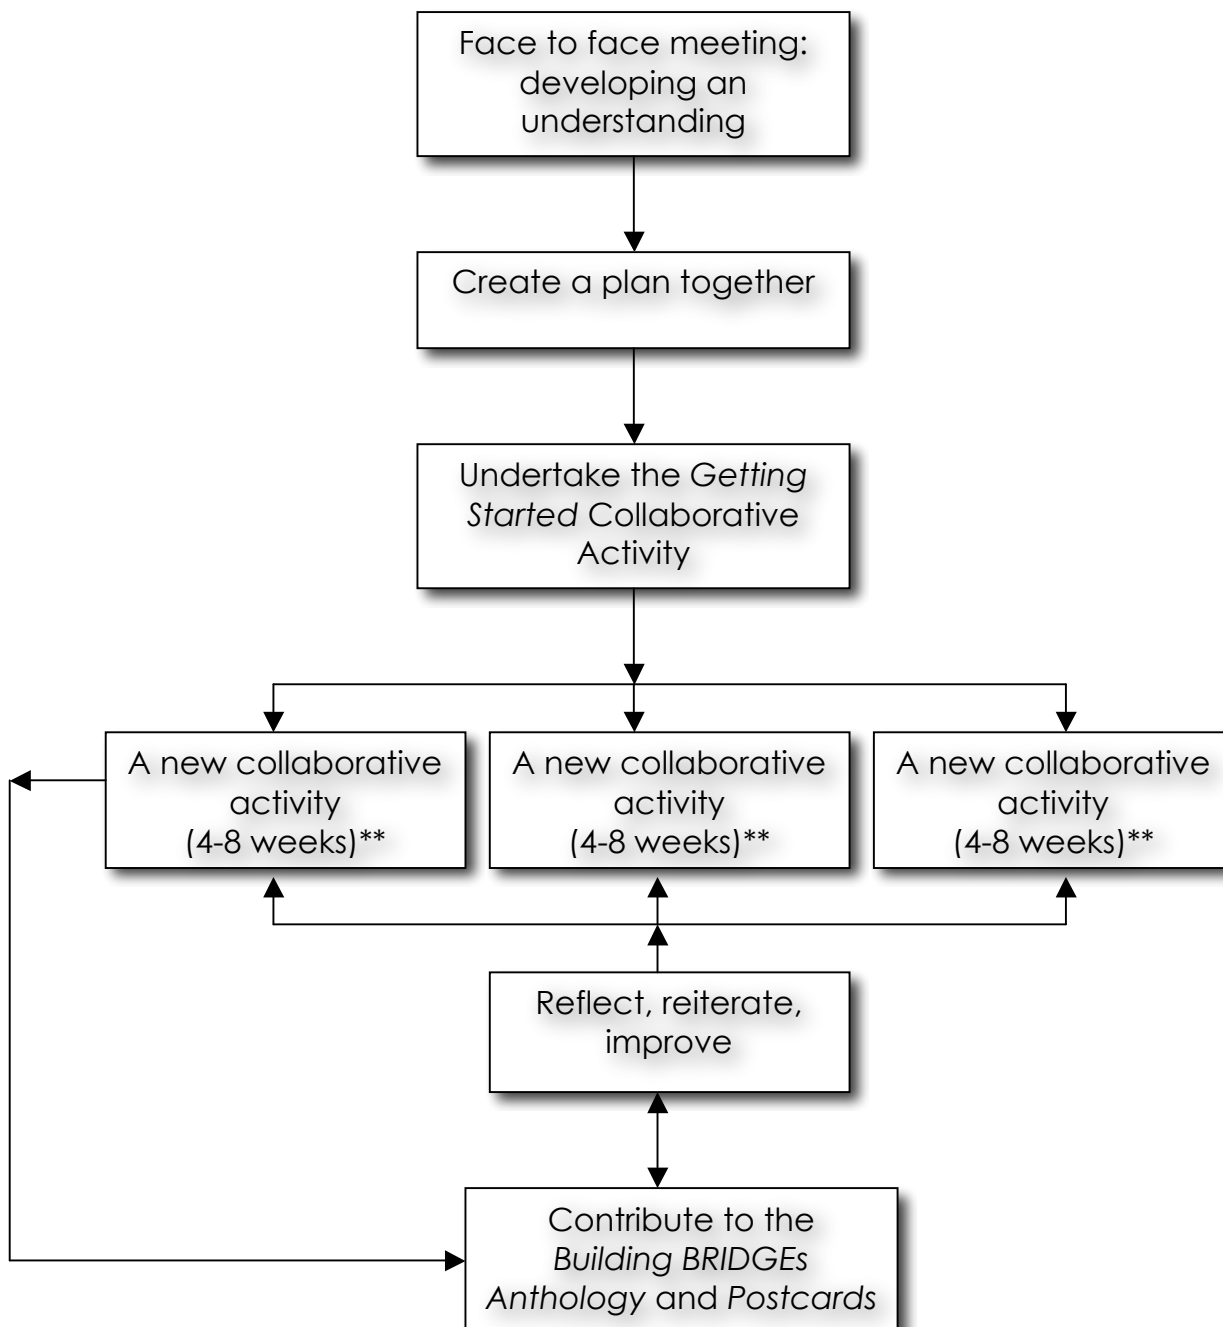 Face to face meeting:
developing an
understanding
Create a plan together
Undertake the Getting
Started Collaborative
Activity
A new collaborative
activity
(4-8 weeks)**
A new collaborative
activity
(4-8 weeks)**
A new collaborative
activity
(4-8 weeks)**
Reflect, reiterate,
improve
Contribute to the
Building BRIDGEs
Anthology and Postcards